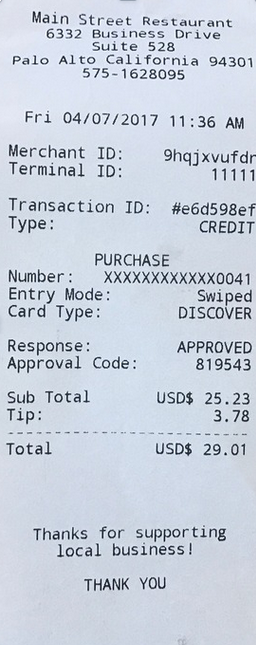 Main Street Restaurant
6332 Business Drive
Suite 528
Palo Alto California 94301
575-1628095
Fri 04/07/2017 11:36 AM
Merchant ID: 9hqjxvufdr
Terminal ID: 11111
Transaction ID: #e6d598ef
Type: CREDIT
PURCHASE
Number: XXXXXXXXXXXX0041
Entry Mode: Swiped
Card Type: DISCOVER
Response: APPROVED
Approval Code: 819543
Sub Total USD$ 25.23
Tip: 3.78
Total USD$ 29.01
Thanks for supporting
local business!
THANK YOU